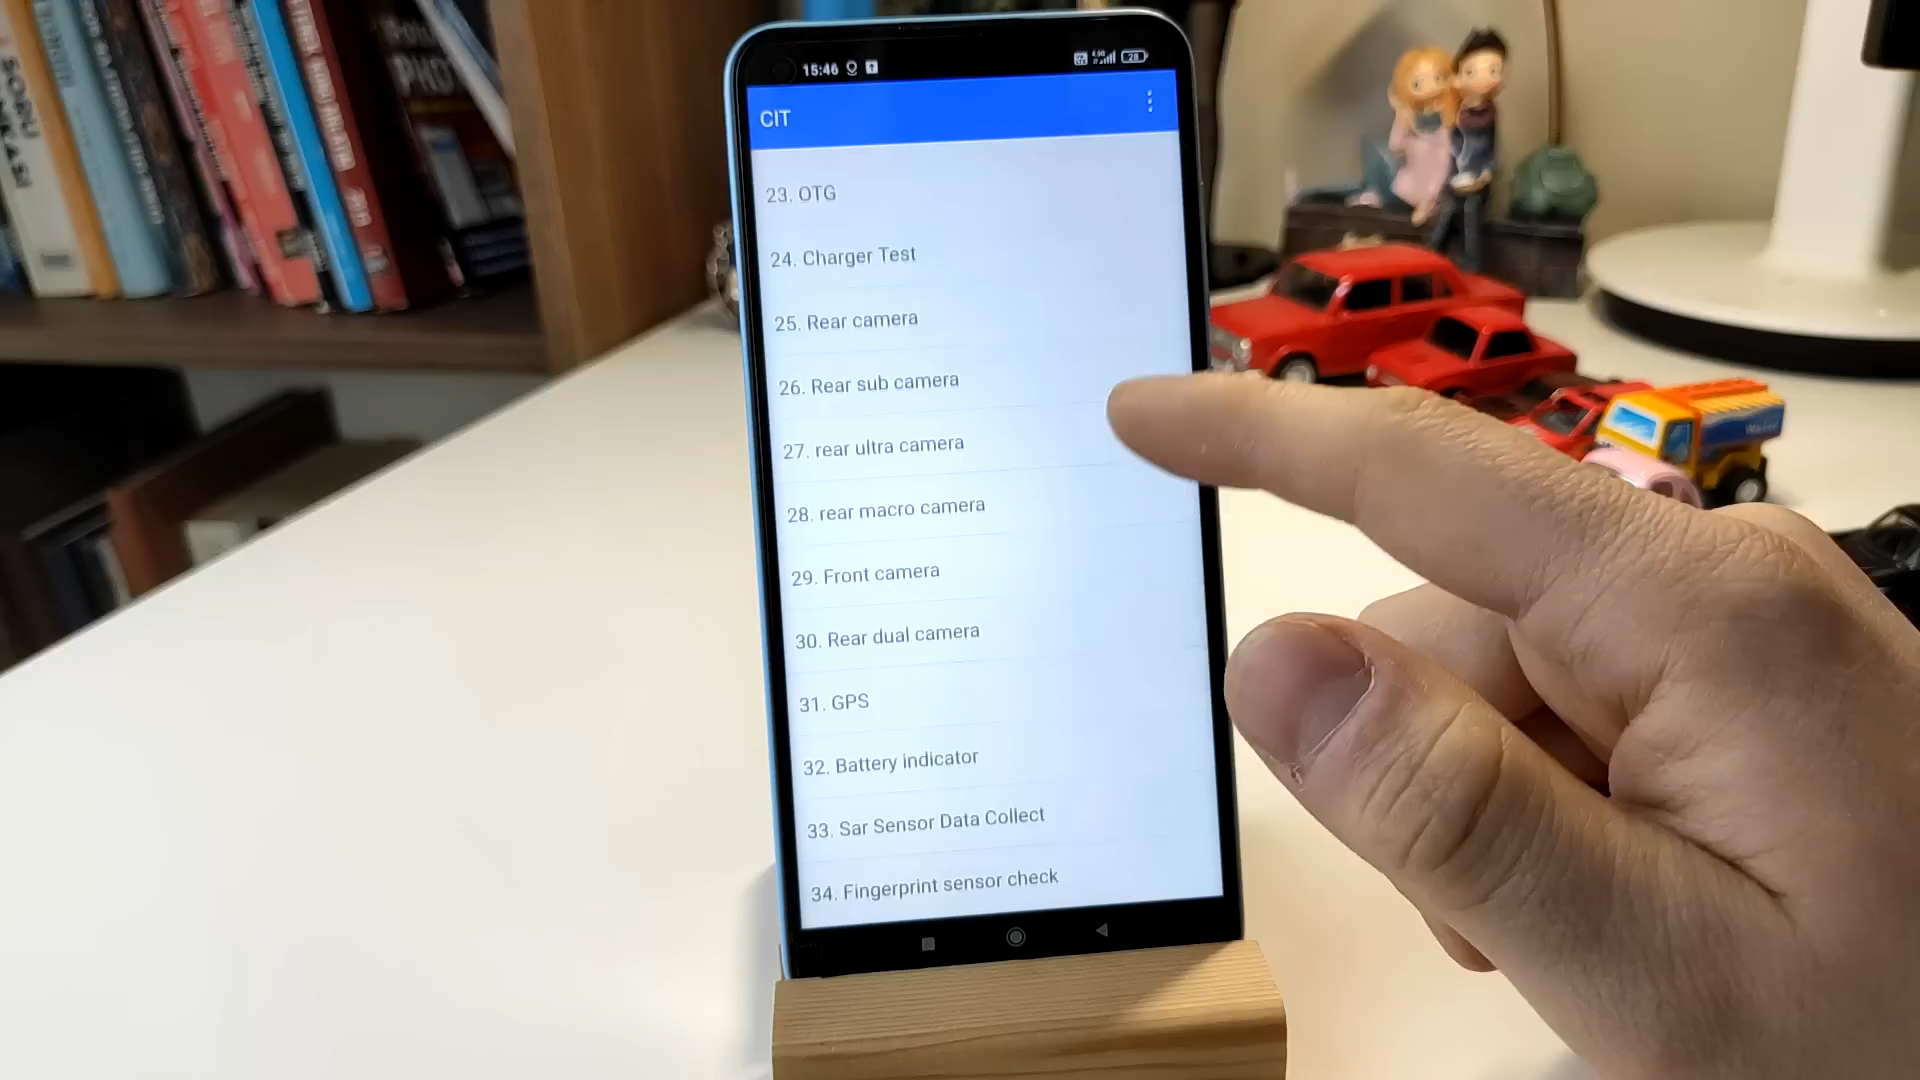 15:46
28
CIT
23. OTG
24. Charger Test
25. Rear camera
26. Rear sub camera
27. rear ultra camera
28. rear macro camera
29. Front camera
30. Rear dual camera
31. GPS
32. Battery indicator
33. Sar Sensor Data Collect
34. Fingerprint sensor check